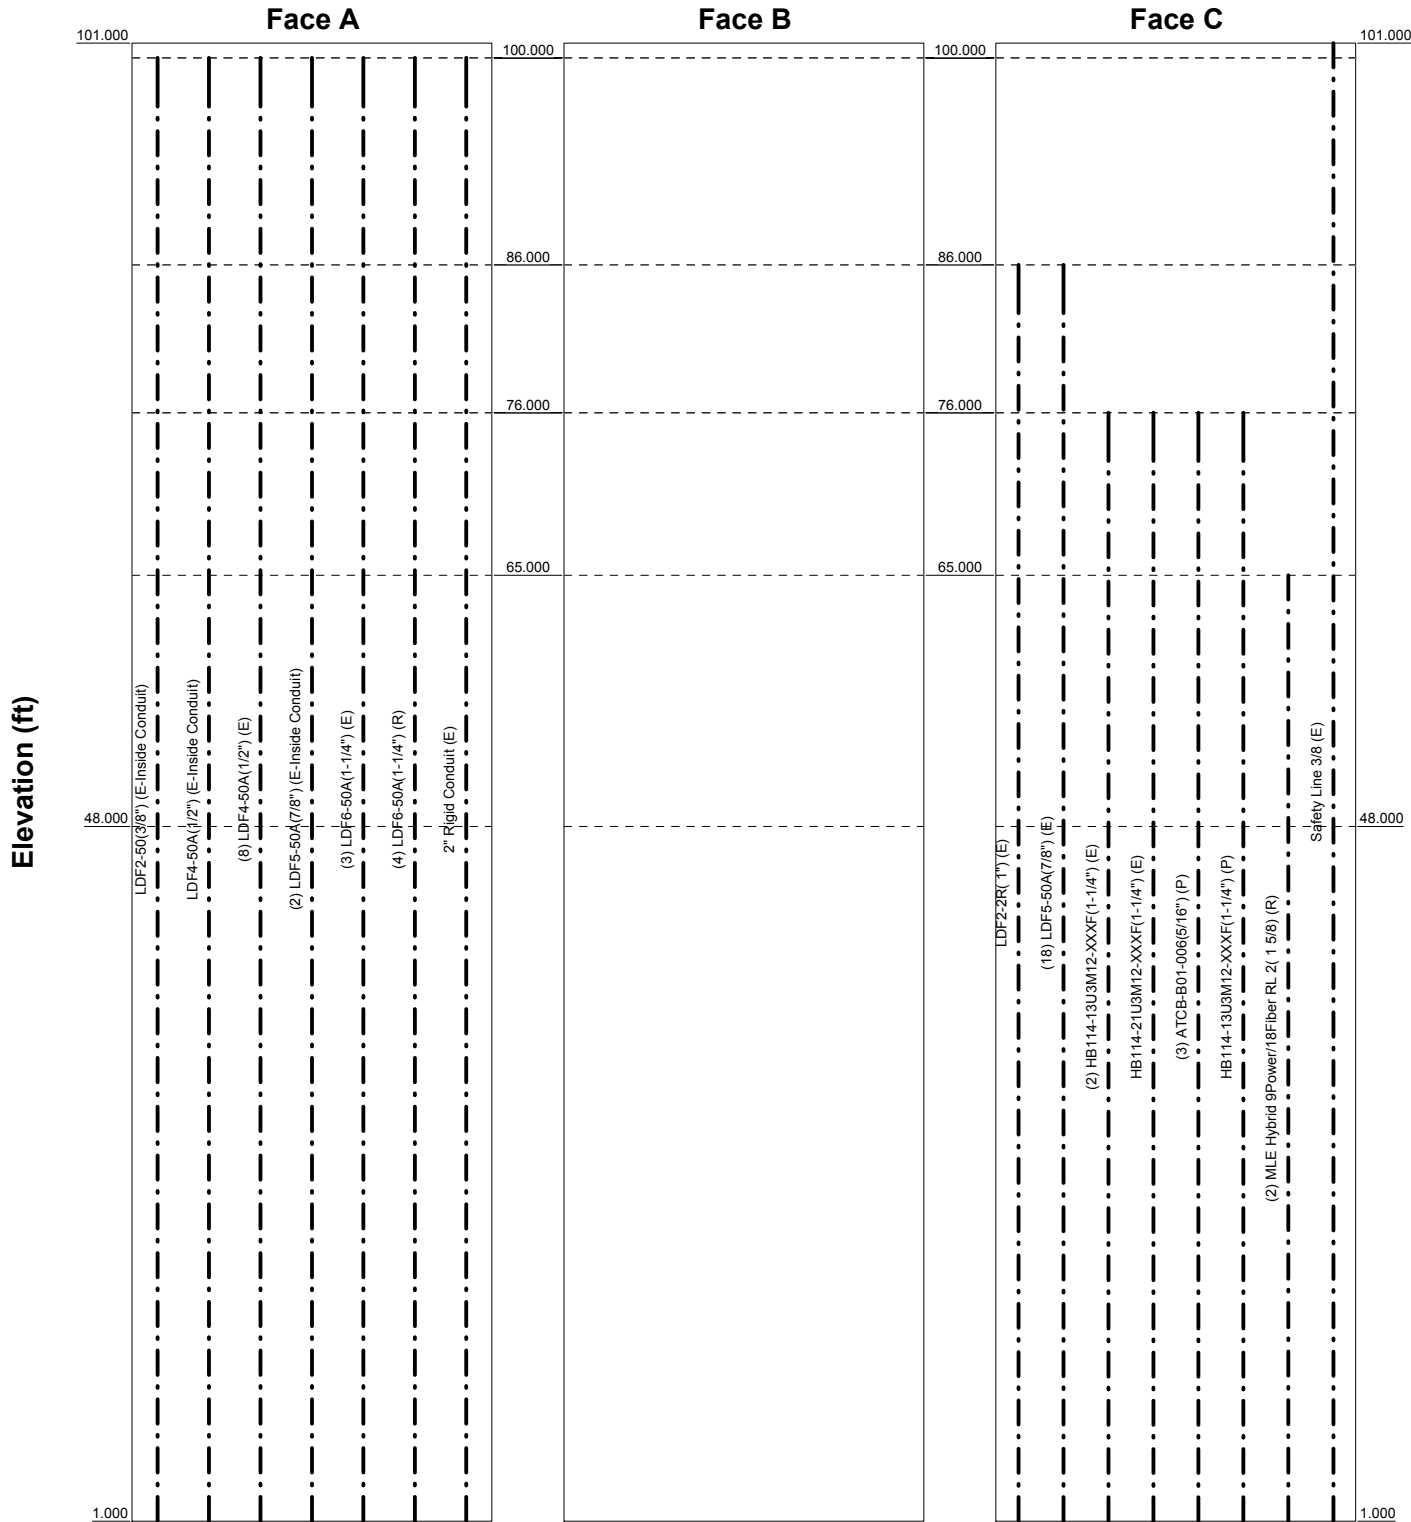 Face A
Face B
Face C
101.000
100.000
100.000
101.000
86.000
86.000
76.000
76.000
65.000
65.000
48.000
48.000
1.000
1.000
Elevation (ft)
LDF2-50(3/8") (E-Inside Conduit)
LDF4-50A(1/2") (E-Inside Conduit)
(8) LDF4-50A(1/2") (E)
(2) LDF5-50A(7/8") (E-Inside Conduit)
(3) LDF6-50A(1-1/4") (E)
(4) LDF6-50A(1-1/4") (R)
2" Rigid Conduit (E)
LDF2-2R( 1") (E)
(18) LDF5-50A(7/8") (E)
(2) HB114-13U3M12-XXXF(1-1/4") (E)
HB114-21U3M12-XXXF(1-1/4") (E)
(3) ATCB-B01-006(5/16") (P)
HB114-13U3M12-XXXF(1-1/4") (P)
(2) MLE Hybrid 9Power/18Fiber RL 2( 1 5/8) (R)
Safety Line 3/8 (E)